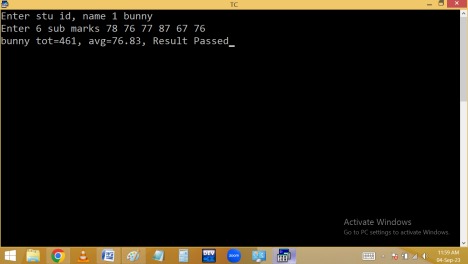 TC
Enter stu id, name 1 bunny
Enter 6 sub marks 78 76 77 87 67 76
bunny tot=461, avg=76.83, Result Passed_
Activate Windows
Go to PC settings to activate Windows.
11:09 AM
04-Sep-23